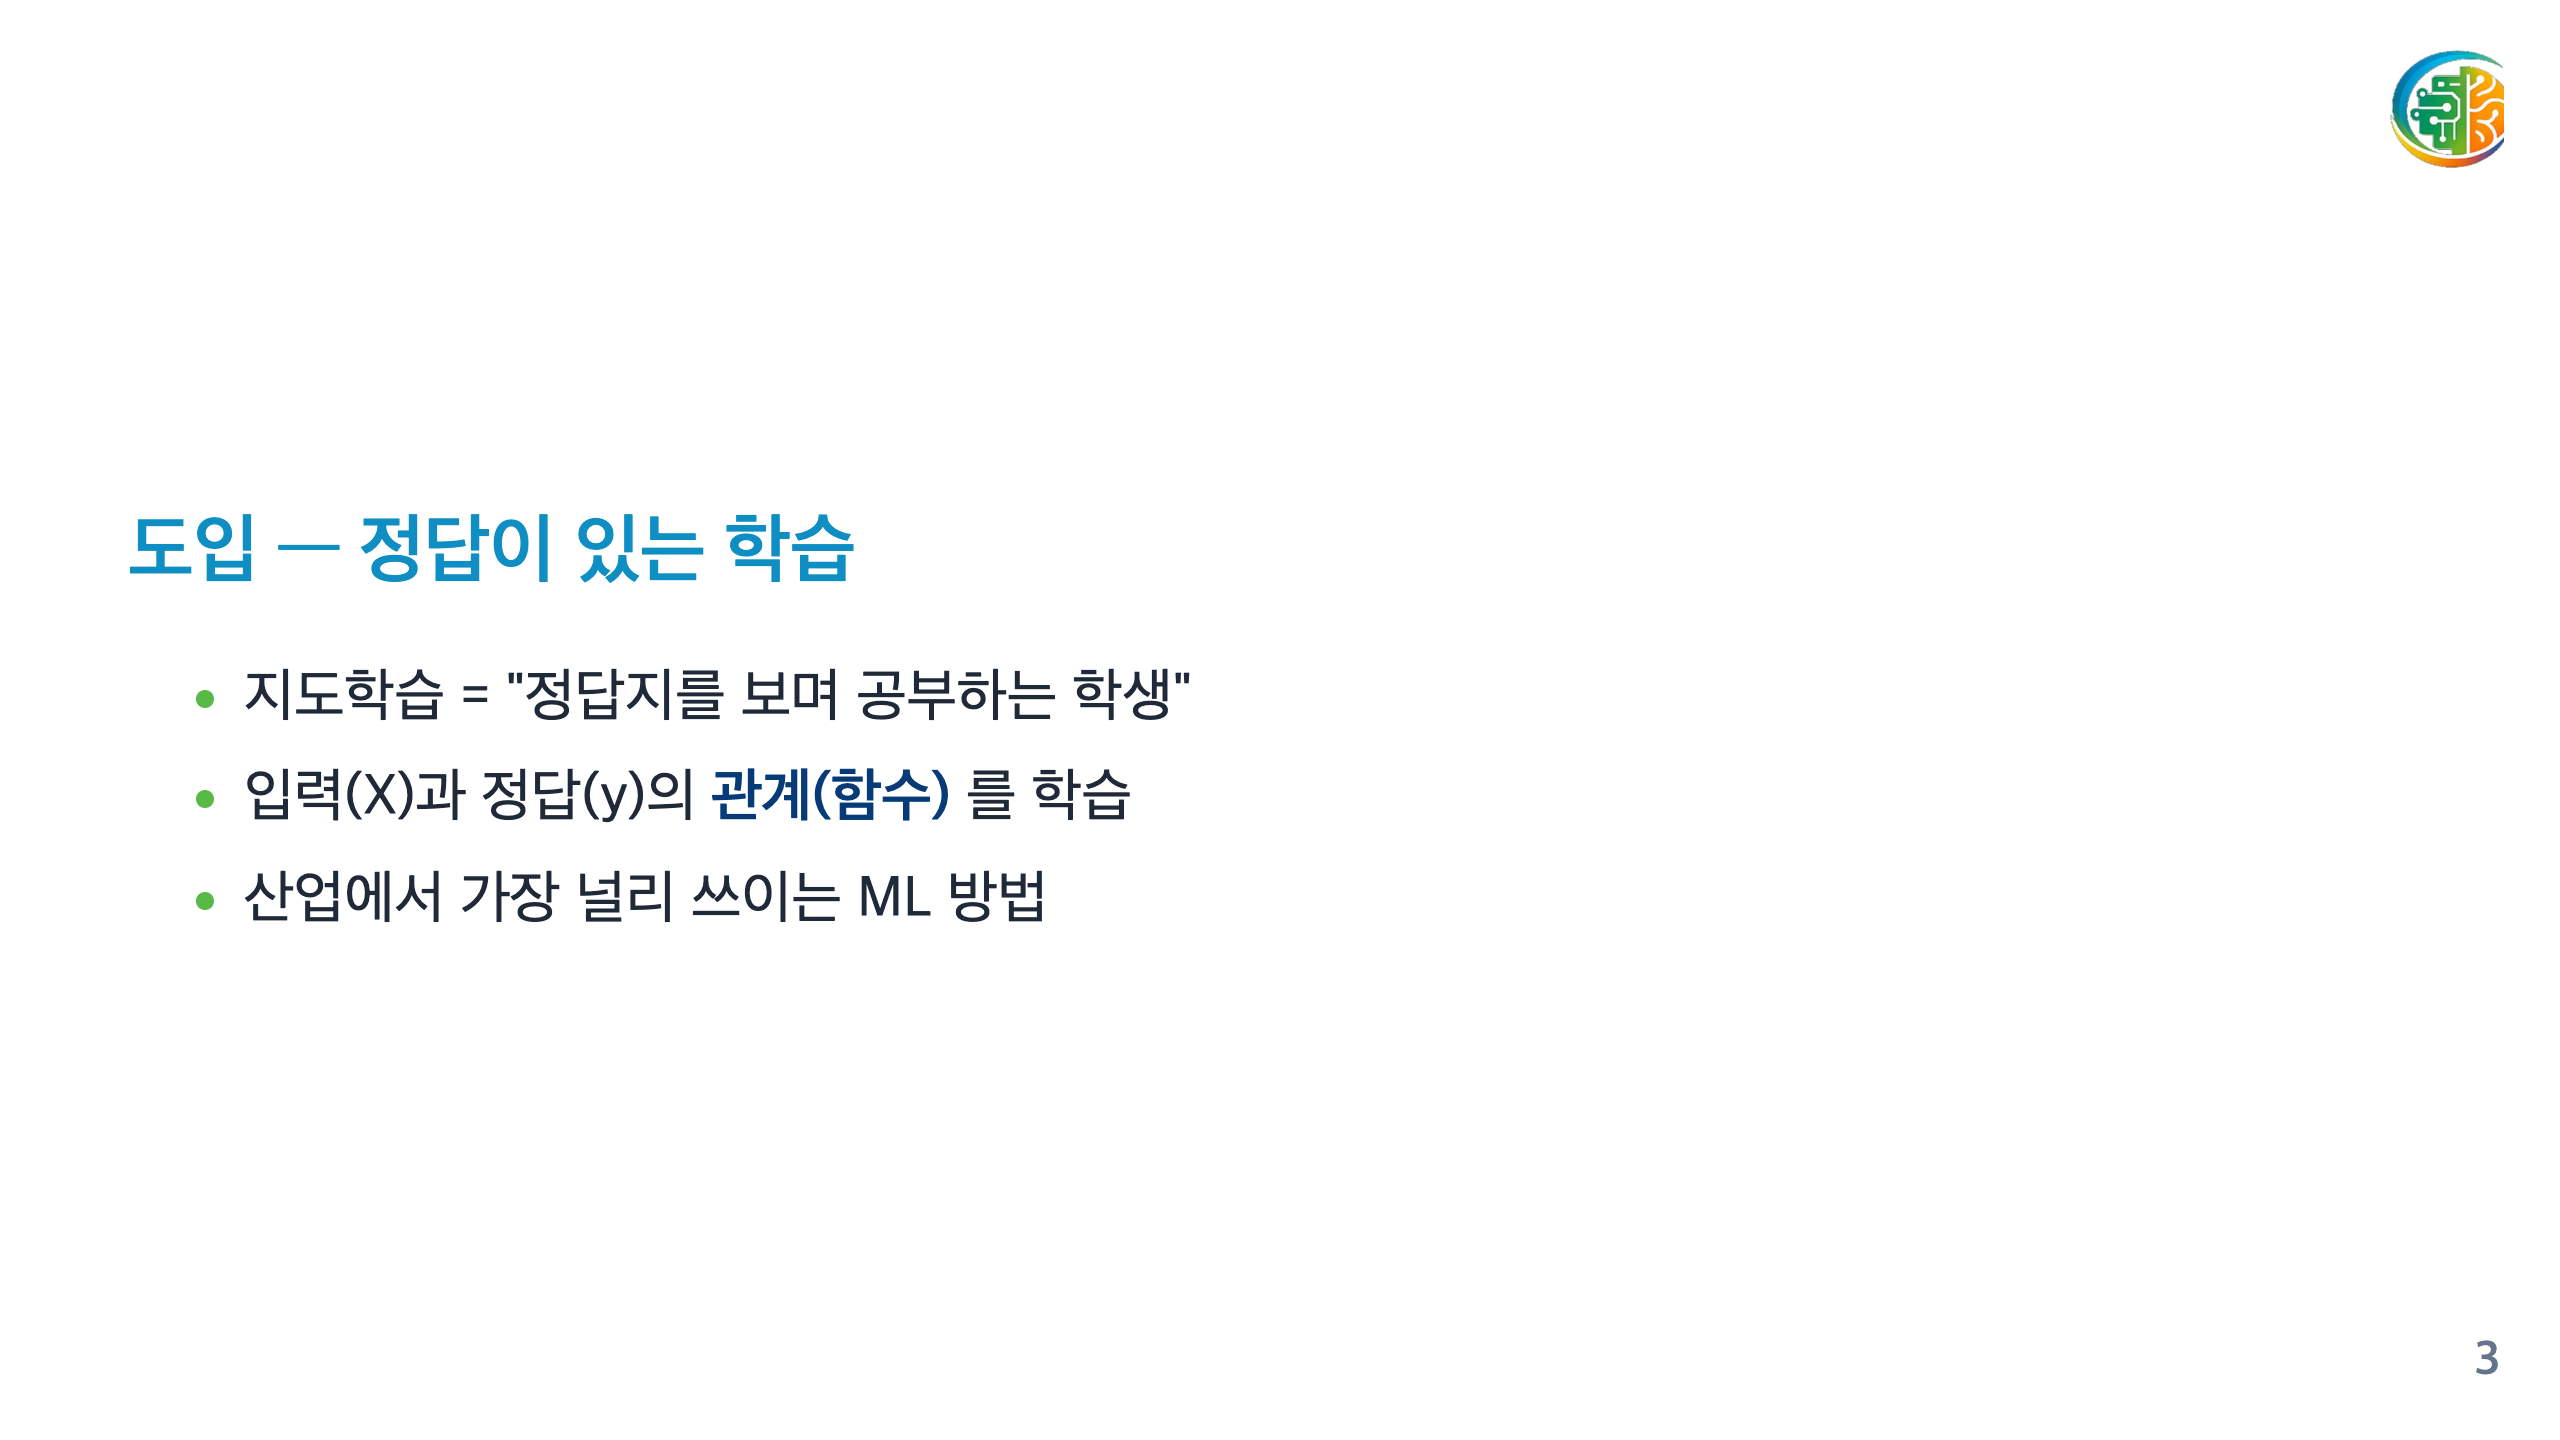 도입 — 정답이 있는 학습
• 지도학습 = "정답지를 보며 공부하는 학생"
• 입력(X)과 정답(y)의 관계(함수) 를 학습
• 산업에서 가장 널리 쓰이는 ML 방법
3